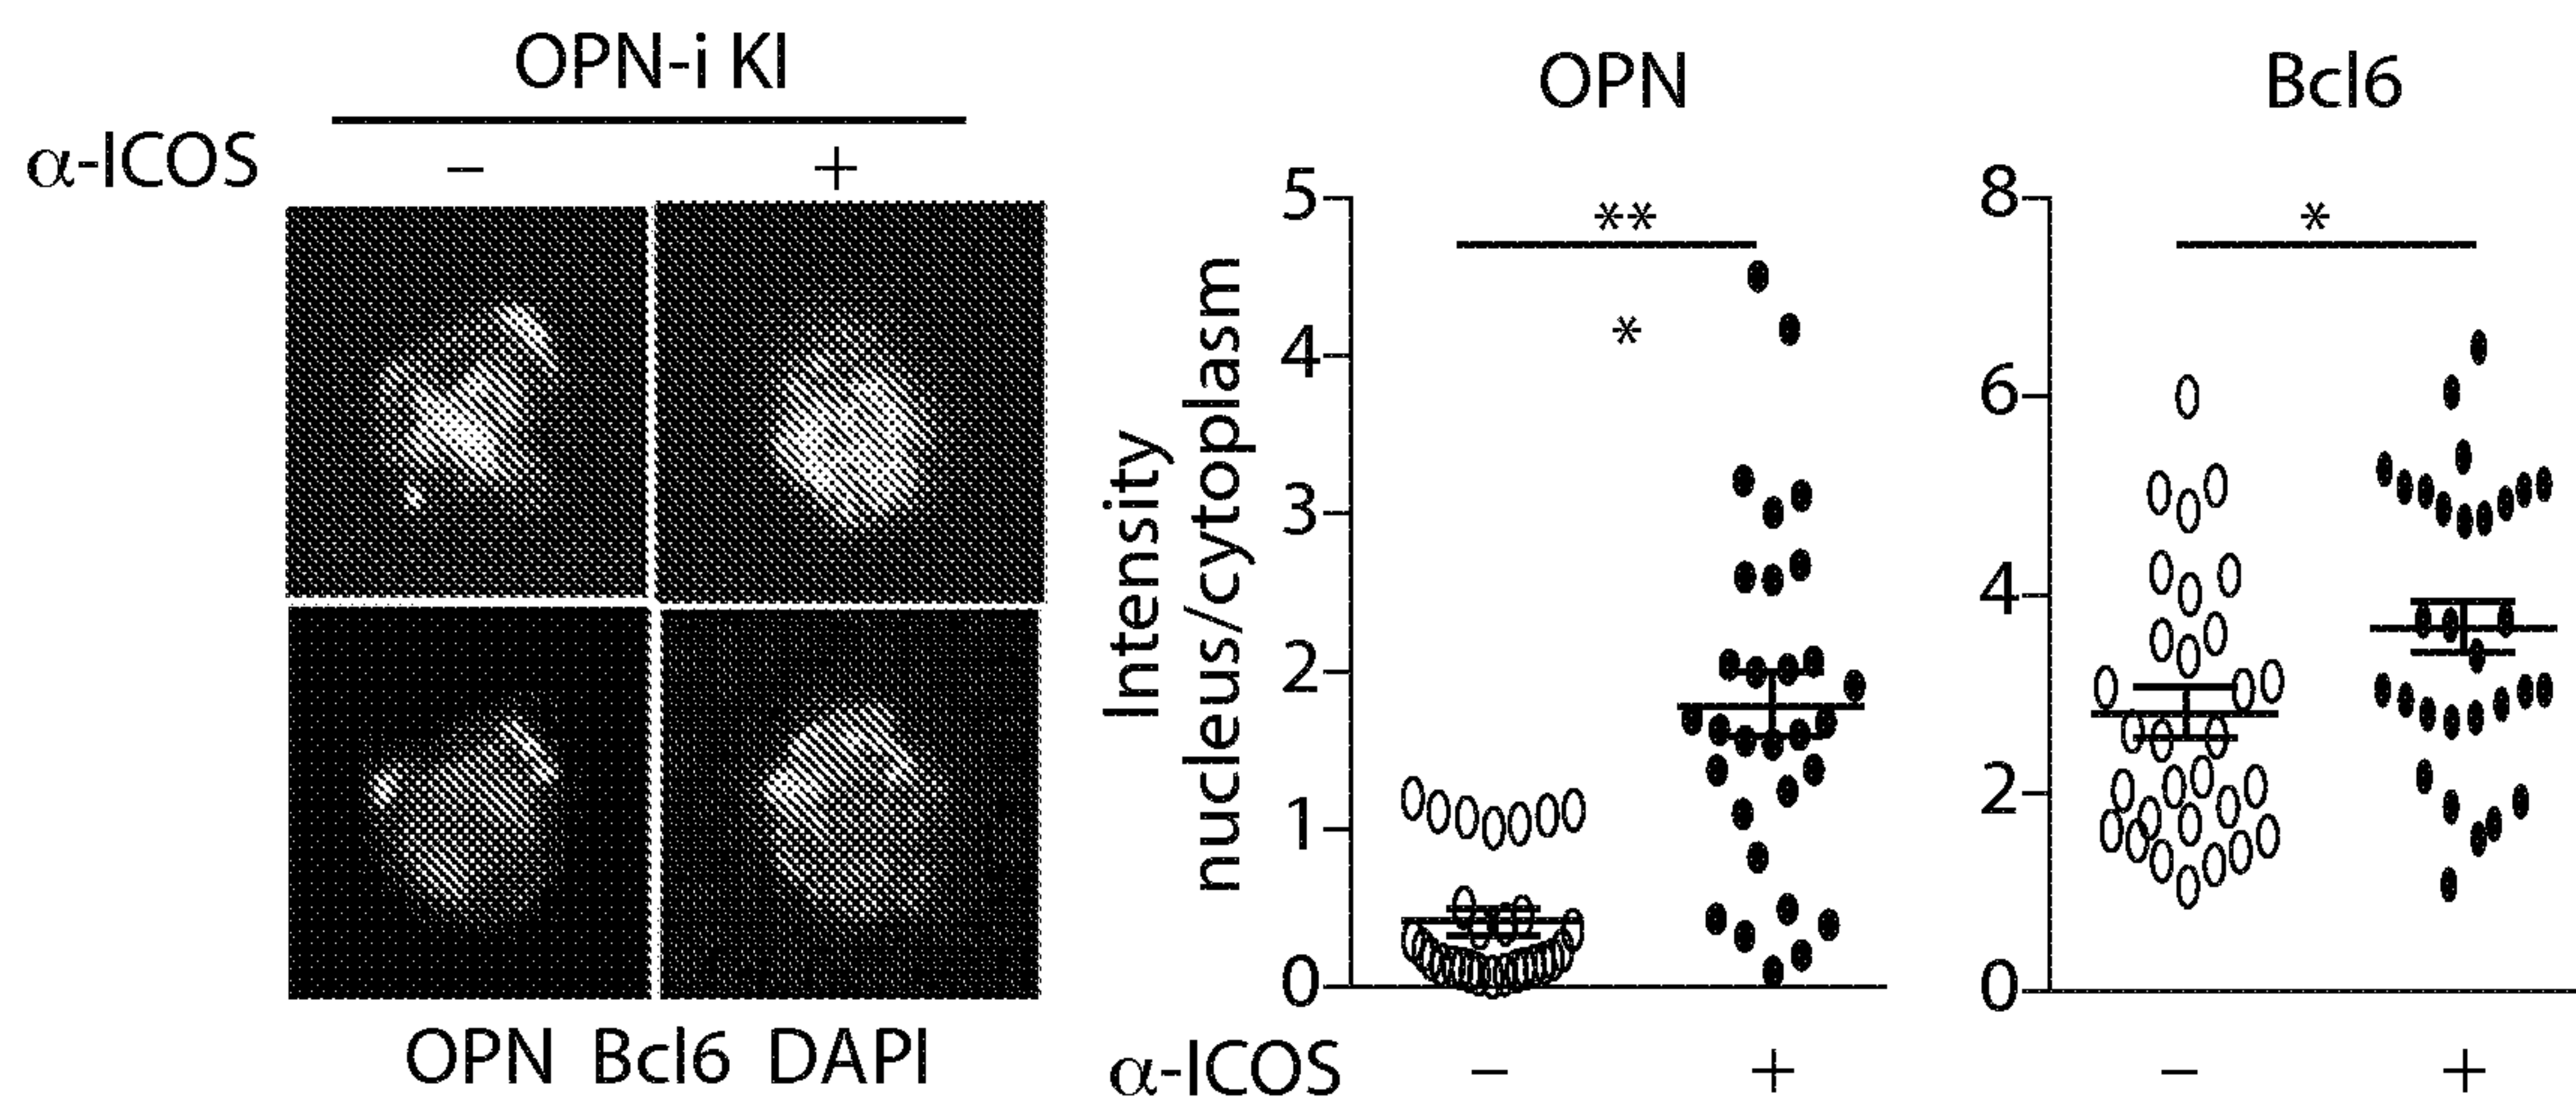 OPN-i KI
α-ICOS – +
OPN Bcl6 DAPI
OPN
Intensity
nucleus/cytoplasm
5
4
3
2
1
0
**
*
α-ICOS – +
Bcl6
8
6
4
2
0
*
– +